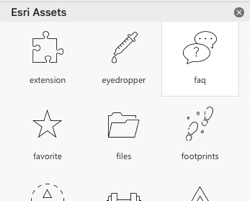 Esri Assets
extension eyedropper faq
?
favorite files footprints